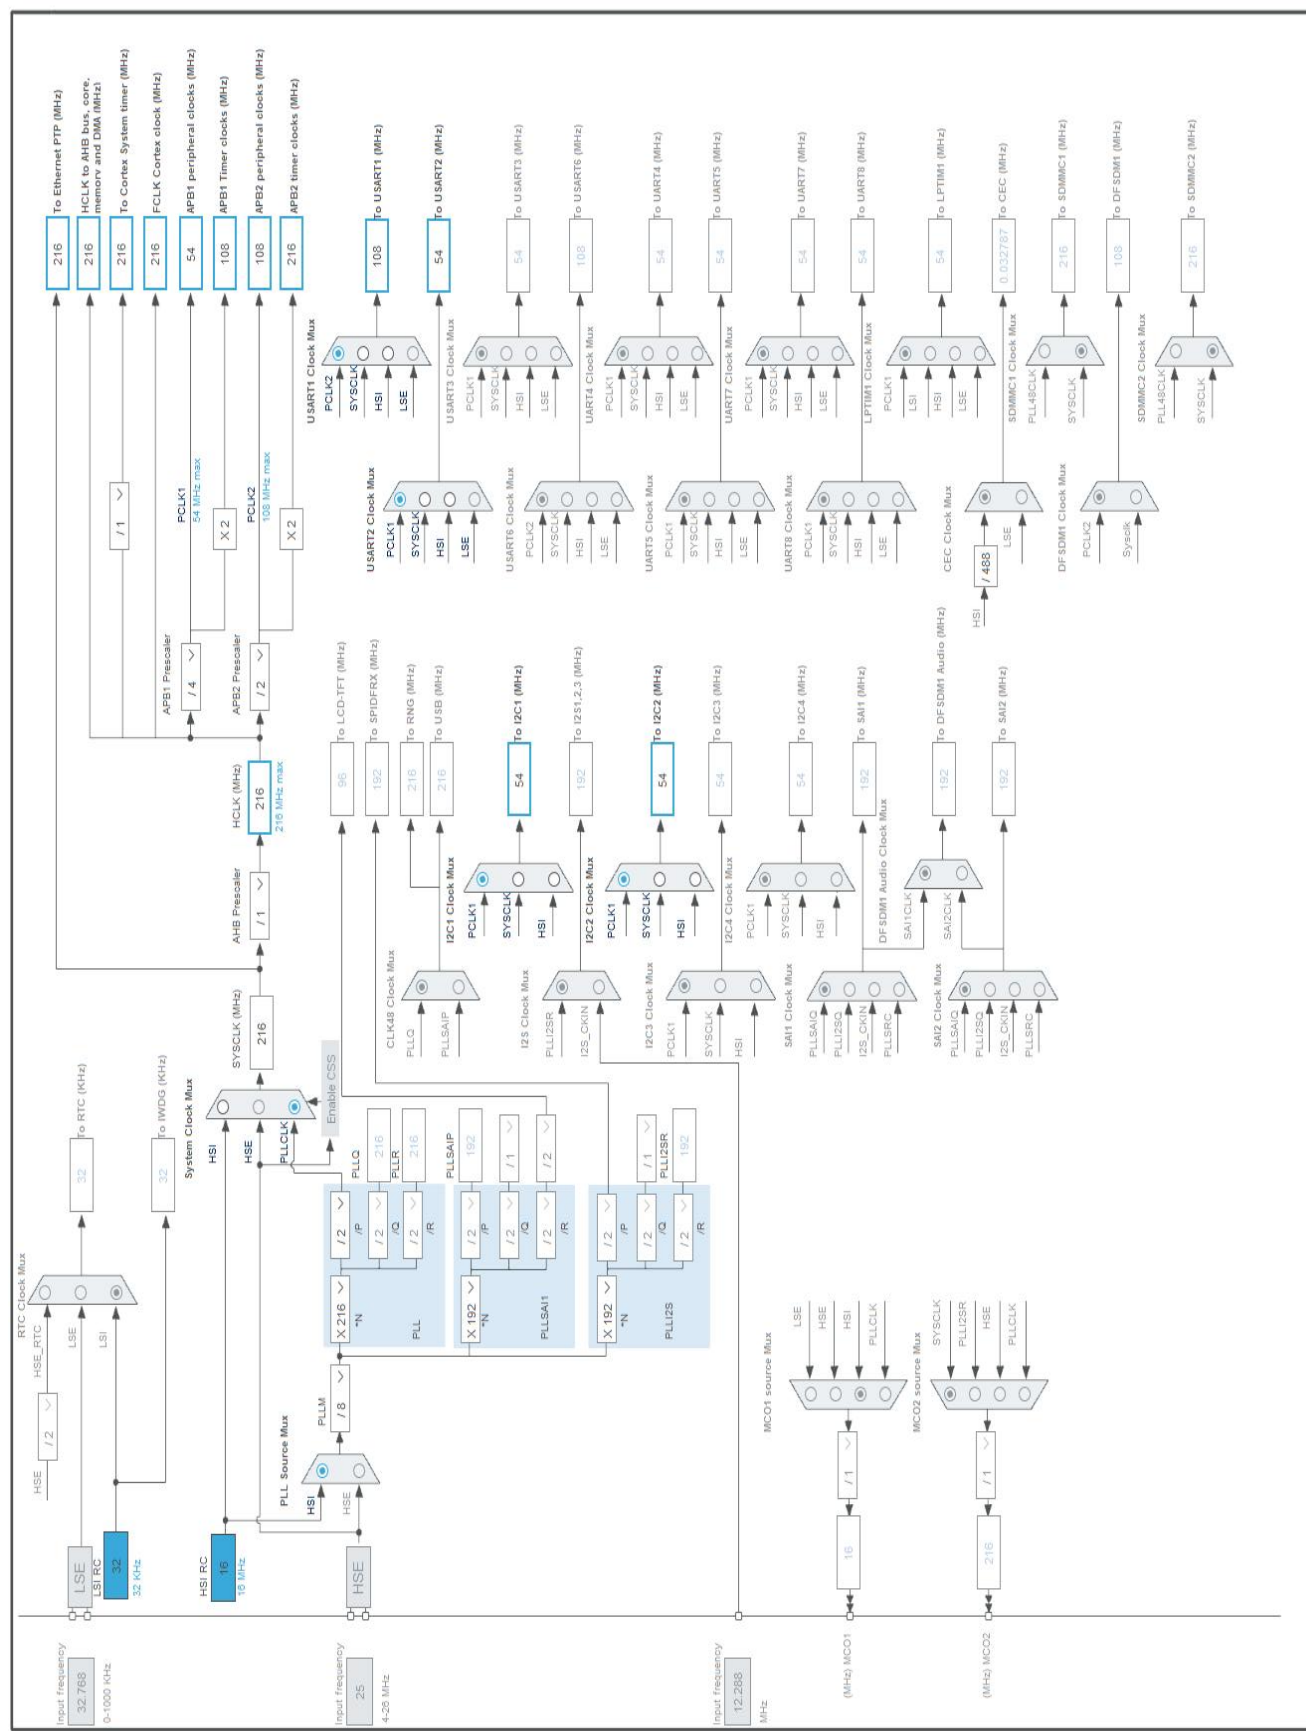 Input frequency
32.768
0-1000 KHz
LSE
LSI RC
32
32 KHz
HSE
/ 2
HSE_RTC
LSE
LSI
RTC Clock Mux
32
To RTC (KHz)
32
To IWDG (KHz)
HSI RC
16
16 MHz
Input frequency
25
4-26 MHz
HSE
PLL Source Mux
HSI
HSE
PLLM
/ 8
X 216
*N
PLL
/ 2
/P
/ 2
/Q
/ 2
/R
PLLQ
216
PLLR
216
X 192
*N
PLLSAI1
/ 2
/P
/ 2
/Q
/ 2
/R
PLLSAIP
192
/ 1
/ 2
X 192
*N
PLLI2S
/ 2
/P
/ 2
/Q
/ 2
/R
/ 1
PLLI2SR
192
System Clock Mux
HSI
HSE
PLLCLK
Enable CSS
SYSCLK (MHz)
216
AHB Prescaler
/ 1
HCLK (MHz)
216
216 MHz max
APB1 Prescaler
/ 4
APB2 Prescaler
/ 2
/ 1
PCLK1
54 MHz max
X 2
PCLK2
108 MHz max
X 2
216
To Ethernet PTP (MHz)
216
HCLK to AHB bus, core,
memory and DMA (MHz)
216
To Cortex System timer (MHz)
216
FCLK Cortex clock (MHz)
54
APB1 peripheral clocks (MHz)
108
APB1 Timer clocks (MHz)
108
APB2 peripheral clocks (MHz)
216
APB2 timer clocks (MHz)
96
To LCD-TFT (MHz)
192
To SPIDFRX (MHz)
216
To RNG (MHz)
216
To USB (MHz)
CLK48 Clock Mux
PLLQ
PLLSAIP
I2C1 Clock Mux
PCLK1
SYSCLK
HSI
54
To I2C1 (MHz)
I2S Clock Mux
PLLI2SR
I2S_CKIN
192
To I2S1,2,3 (MHz)
I2C2 Clock Mux
PCLK1
SYSCLK
HSI
54
To I2C2 (MHz)
I2C3 Clock Mux
PCLK1
SYSCLK
HSI
54
To I2C3 (MHz)
I2C4 Clock Mux
PCLK1
SYSCLK
HSI
54
To I2C4 (MHz)
SAI1 Clock Mux
PLLSAIQ
PLLI2SQ
I2S_CKIN
PLLSRC
192
To SAI1 (MHz)
DFSDM1 Audio Clock Mux
SAI1CLK
SAI2CLK
192
To DFSDM1 Audio (MHz)
SAI2 Clock Mux
PLLSAIQ
PLLI2SQ
I2S_CKIN
PLLSRC
192
To SAI2 (MHz)
USART1 Clock Mux
PCLK2
SYSCLK
HSI
LSE
108
To USART1 (MHz)
USART2 Clock Mux
PCLK1
SYSCLK
HSI
LSE
54
To USART2 (MHz)
USART3 Clock Mux
PCLK1
SYSCLK
HSI
LSE
54
To USART3 (MHz)
USART6 Clock Mux
PCLK2
SYSCLK
HSI
LSE
108
To USART6 (MHz)
UART4 Clock Mux
PCLK1
SYSCLK
HSI
LSE
54
To UART4 (MHz)
UART5 Clock Mux
PCLK1
SYSCLK
HSI
LSE
54
To UART5 (MHz)
UART7 Clock Mux
PCLK1
SYSCLK
HSI
LSE
54
To UART7 (MHz)
UART8 Clock Mux
PCLK1
SYSCLK
HSI
LSE
54
To UART8 (MHz)
LPTIM1 Clock Mux
PCLK1
LSI
HSI
LSE
54
To LPTIM1 (MHz)
CEC Clock Mux
HSI
/ 488
LSE
0.032787
To CEC (MHz)
SDMMC1 Clock Mux
PLL48CLK
SYSCLK
216
To SDMMC1 (MHz)
DFSDM1 Clock Mux
PCLK2
Sysclk
108
To DFSDM1 (MHz)
SDMMC2 Clock Mux
PLL48CLK
SYSCLK
216
To SDMMC2 (MHz)
Input frequency
12.288
MHz
MCO1 source Mux
LSE
HSE
HSI
PLLCLK
/ 1
16
(MHz) MCO1
MCO2 source Mux
SYSCLK
PLLI2SR
HSE
PLLCLK
/ 1
216
(MHz) MCO2